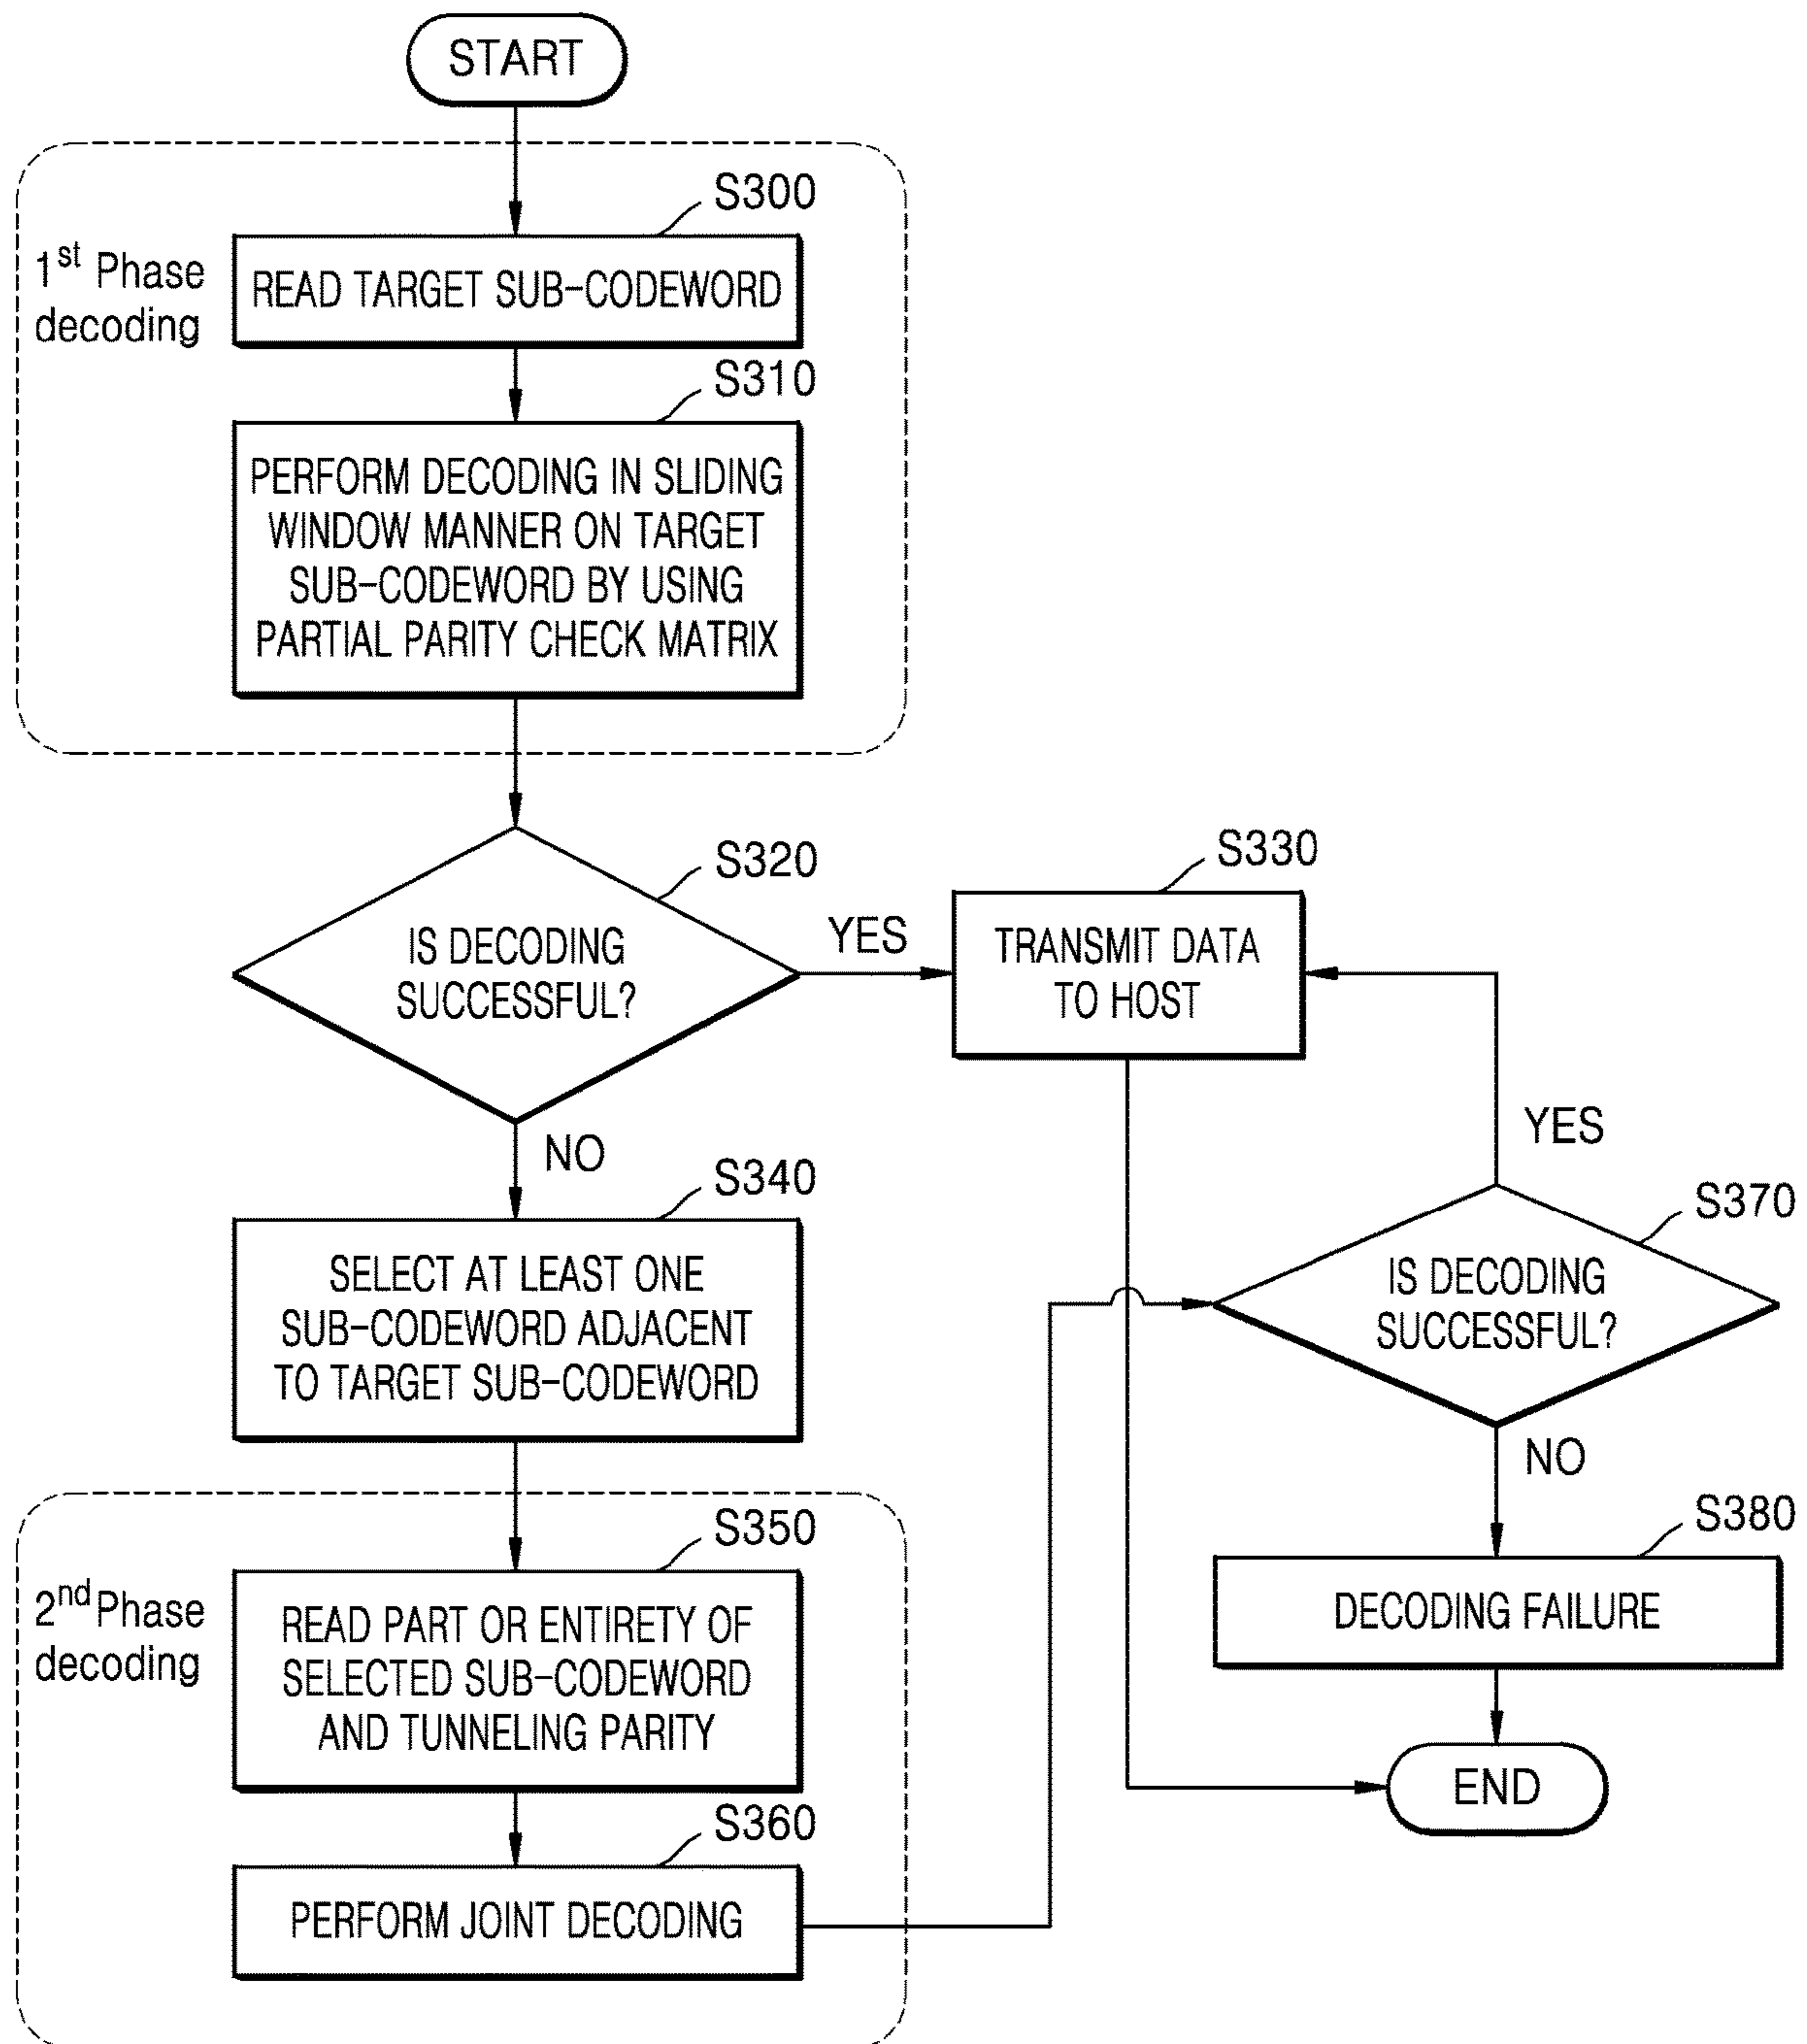 START
S300
1st Phase
decoding
READ TARGET SUB-CODEWORD
S310
PERFORM DECODING IN SLIDING
WINDOW MANNER ON TARGET
SUB-CODEWORD BY USING
PARTIAL PARITY CHECK MATRIX
S320
IS DECODING
SUCCESSFUL?
YES
S330
TRANSMIT DATA
TO HOST
NO
S340
SELECT AT LEAST ONE
SUB-CODEWORD ADJACENT
TO TARGET SUB-CODEWORD
YES
S370
IS DECODING
SUCCESSFUL?
NO
S350
2nd Phase
decoding
READ PART OR ENTIRETY OF
SELECTED SUB-CODEWORD
AND TUNNELING PARITY
S360
PERFORM JOINT DECODING
S380
DECODING FAILURE
END